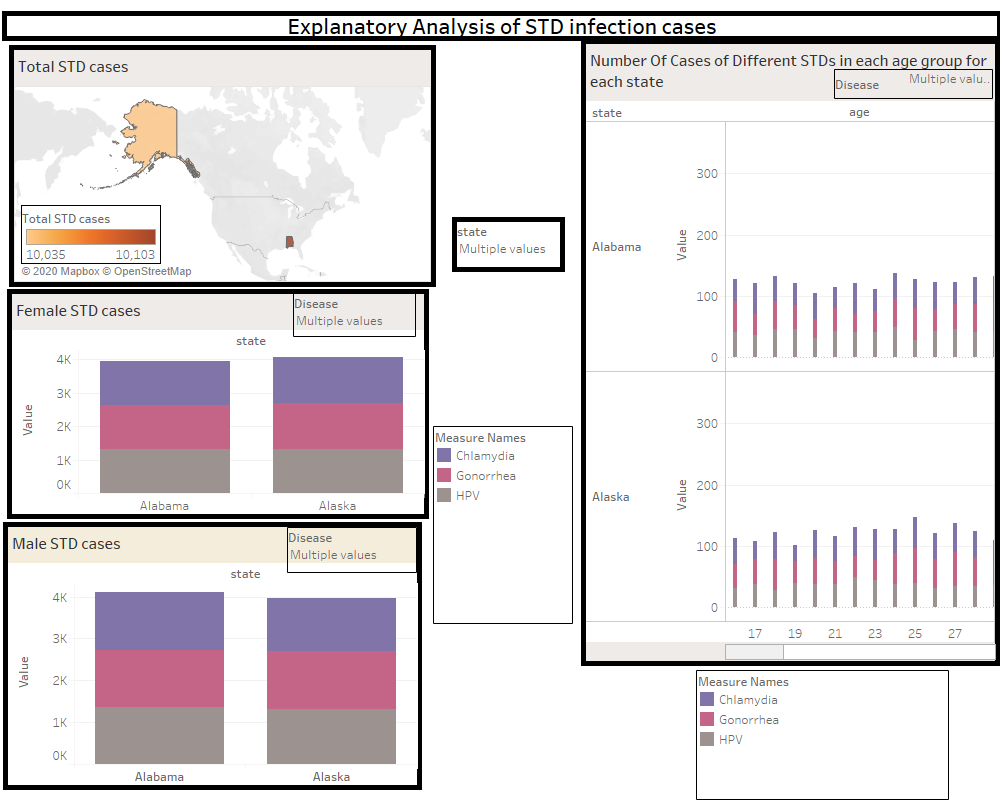 Explanatory Analysis of STD infection cases
Total STD cases
Total STD cases
10,035 10,103
© 2020 Mapbox © OpenStreetMap
Female STD cases
Disease
Multiple values
state
Value
4K
3K
2K
1K
0K
Alabama Alaska
Male STD cases
Disease
Multiple values
state
Value
4K
3K
2K
1K
0K
Alabama Alaska
state
Multiple values
Measure Names
Chlamydia
Gonorrhea
HPV
Number Of Cases of Different STDs in each age group for
each state
Disease Multiple valu..
state age
Alabama
Value
300
200
100
0
Alaska
Value
300
200
100
0
17 19 21 23 25 27
Measure Names
Chlamydia
Gonorrhea
HPV